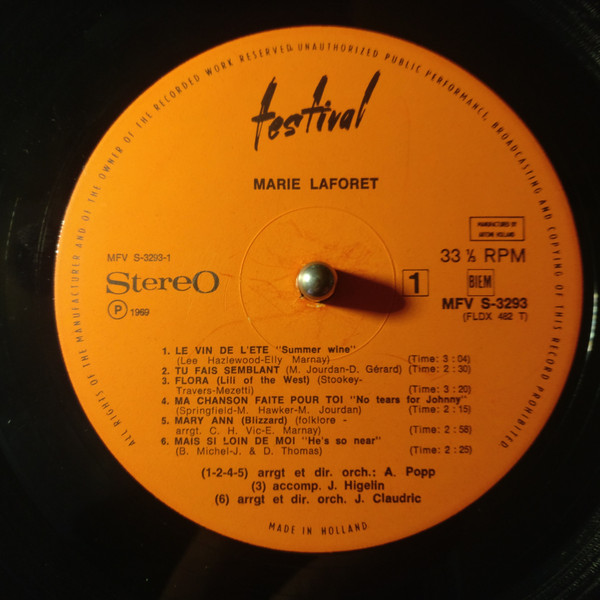 ALL RIGHTS OF THE MANUFACTURER AND OF THE OWNER OF THE RECORDED WORK RESERVED, UNAUTHORIZED PUBLIC PERFORMANCE, BROADCASTING AND COPYING OF THIS RECORD PROHIBITED
festival
MARIE LAFORET
MANUFACTURED BY
ARTONE HOLLAND
MFV S-3293-1
33 ⅓ RPM
StereO
1
BIEM
MFV S-3293
Ⓟ 1969
(FLDX 482 T)
1. LE VIN DE L'ETE "Summer wine"
(Lee Hazlewood-Elly Marnay) (Time: 3 : 04)
2. TU FAIS SEMBLANT (M. Jourdan-D. Gérard) (Time: 2 : 30)
3. FLORA (Lili of the West) (Stookey-
Travers-Mezetti) (Time: 3 : 20)
4. MA CHANSON FAITE POUR TOI "No tears for Johnny"
(Springfield-M. Hawker-M. Jourdan) (Time: 2 : 15)
5. MARY ANN (Blizzard) (folklore -
arrgt. C. H. Vic-E. Marnay) (Time: 2 : 58)
6. MAIS SI LOIN DE MOI "He's so near"
(B. Michel-J. & D. Thomas) (Time: 2 : 25)
(1-2-4-5) arrgt et dir. orch.: A. Popp
(3) accomp. J. Higelin
(6) arrgt et dir. orch. J. Claudric
MADE IN HOLLAND